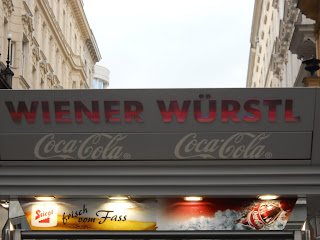 WIENER WÜRSTL
Coca-Cola® Coca-Cola®
Stiegl frisch vom Fass